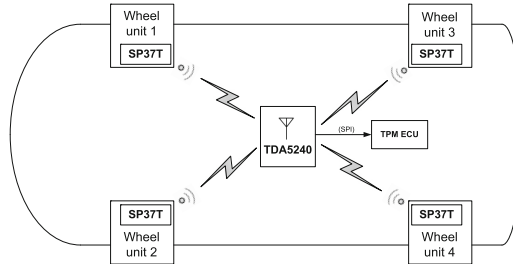 Wheel
unit 1
SP37T
Wheel
unit 3
SP37T
TDA5240
(SPI)
TPM ECU
SP37T
Wheel
unit 2
SP37T
Wheel
unit 4